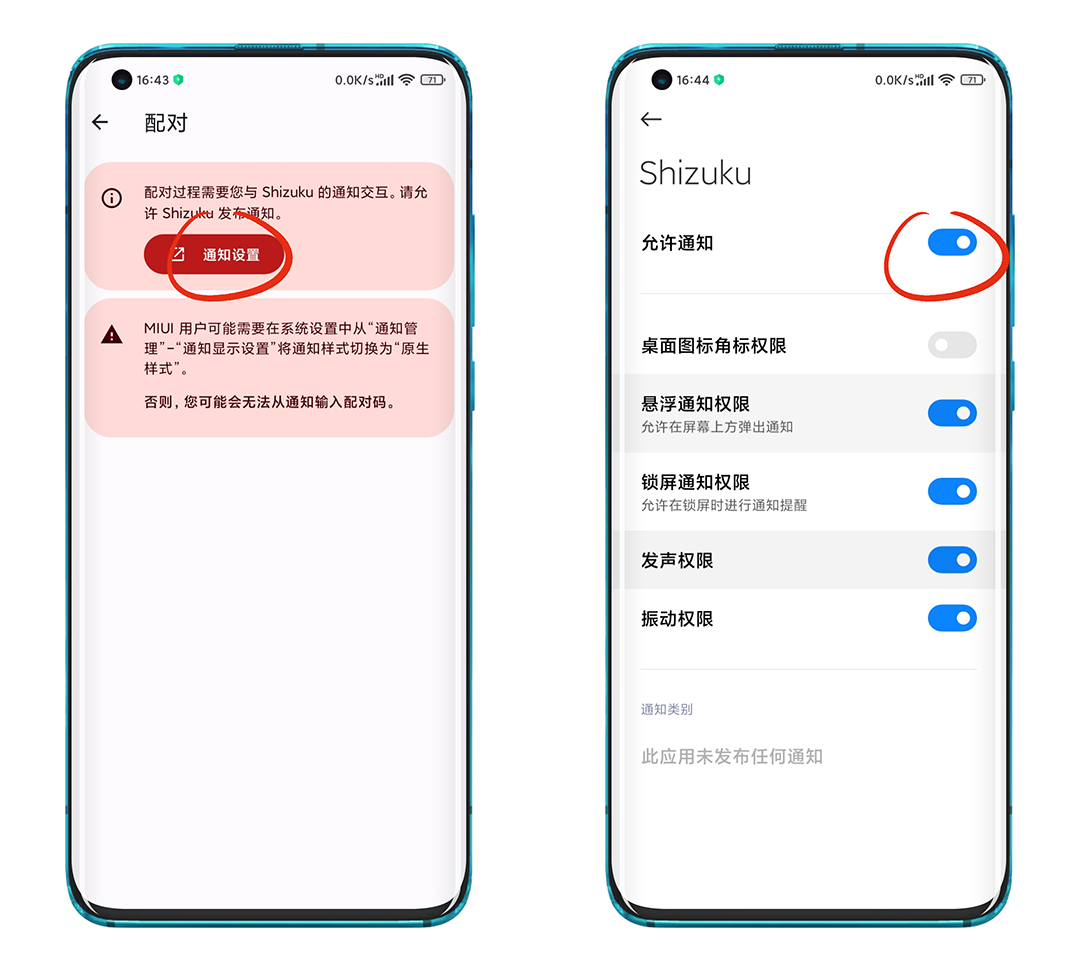 16:43
0.0K/s HD 71
配对
配对过程需要您与 Shizuku 的通知交互。请允
许 Shizuku 发布通知。
通知设置
MIUI 用户可能需要在系统设置中从“通知管
理”-“通知显示设置”将通知样式切换为“原生
样式”。
否则，您可能会无法从通知输入配对码。
16:44
0.0K/s HD 71
Shizuku
允许通知
桌面图标角标权限
悬浮通知权限
允许在屏幕上方弹出通知
锁屏通知权限
允许在锁屏时进行通知提醒
发声权限
振动权限
通知类别
此应用未发布任何通知